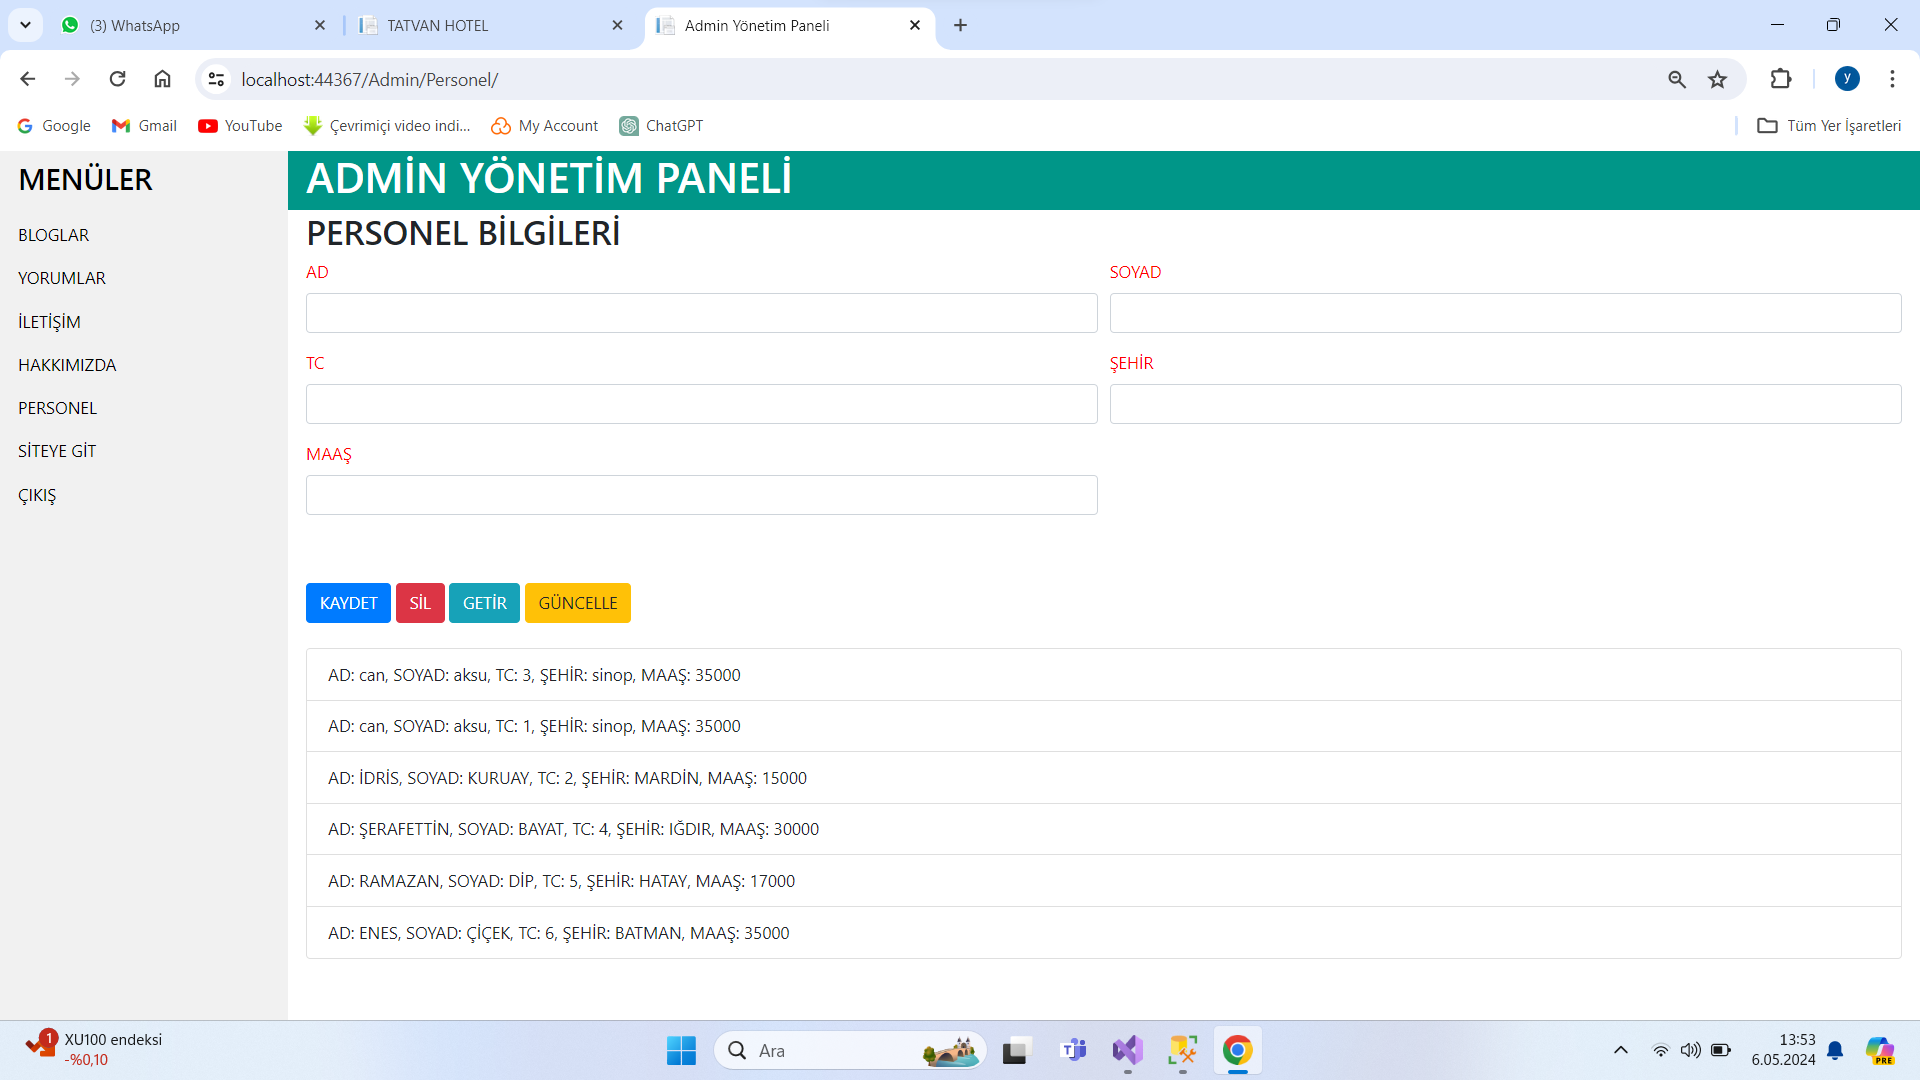 (3) WhatsApp
TATVAN HOTEL
Admin Yönetim Paneli
localhost:44367/Admin/Personel/
y
Google
Gmail
YouTube
Çevrimiçi video indi...
My Account
ChatGPT
Tüm Yer İşaretleri
MENÜLER
BLOGLAR
YORUMLAR
İLETİŞİM
HAKKIMIZDA
PERSONEL
SİTEYE GİT
ÇIKIŞ
ADMİN YÖNETİM PANELİ
PERSONEL BİLGİLERİ
AD
SOYAD
TC
ŞEHİR
MAAŞ
KAYDET
SİL
GETİR
GÜNCELLE
AD: can, SOYAD: aksu, TC: 3, ŞEHİR: sinop, MAAŞ: 35000
AD: can, SOYAD: aksu, TC: 1, ŞEHİR: sinop, MAAŞ: 35000
AD: İDRİS, SOYAD: KURUAY, TC: 2, ŞEHİR: MARDİN, MAAŞ: 15000
AD: ŞERAFETTİN, SOYAD: BAYAT, TC: 4, ŞEHİR: IĞDIR, MAAŞ: 30000
AD: RAMAZAN, SOYAD: DİP, TC: 5, ŞEHİR: HATAY, MAAŞ: 17000
AD: ENES, SOYAD: ÇİÇEK, TC: 6, ŞEHİR: BATMAN, MAAŞ: 35000
1
XU100 endeksi
-%0,10
Ara
13:53
6.05.2024
PRE